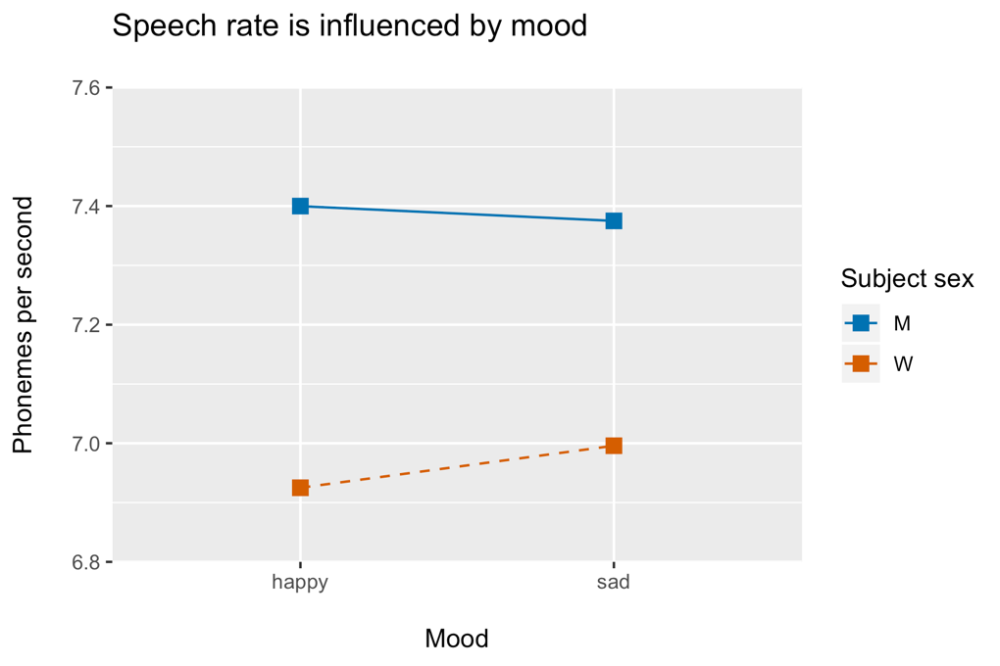 Speech rate is influenced by mood
7.6
7.4
7.2
7.0
6.8
Phonemes per second
happy
sad
Mood
Subject sex
M
W